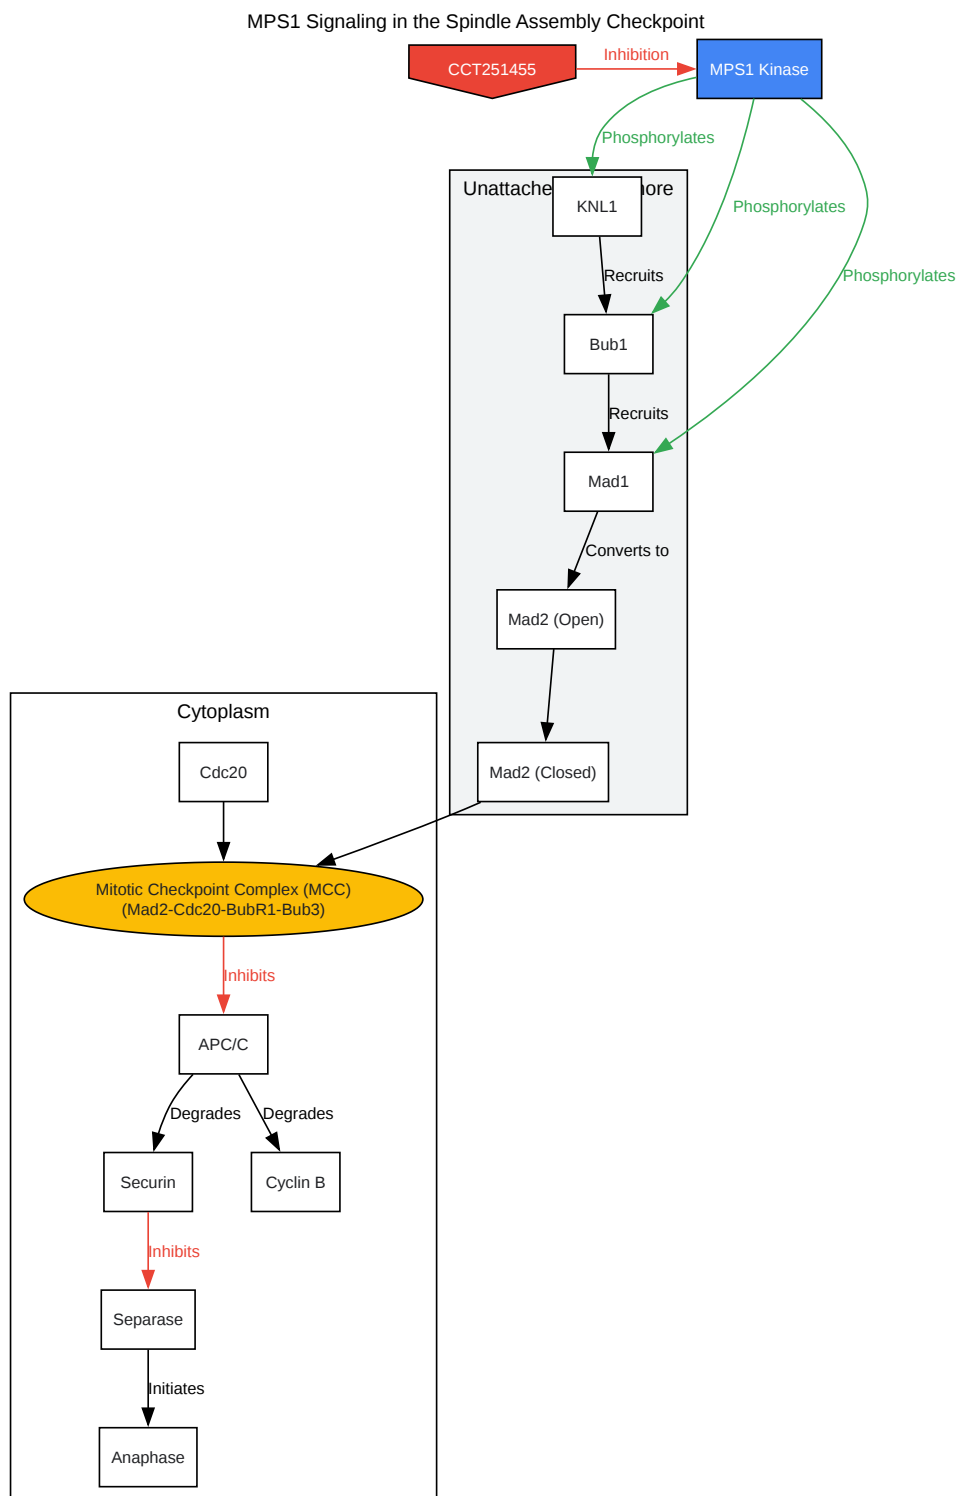 MPS1 Signaling in the Spindle Assembly Checkpoint
CCT251455
Inhibition
MPS1 Kinase
Phosphorylates
Phosphorylates
Phosphorylates
KNL1
Recruits
Bub1
Recruits
Mad1
Converts to
Mad2 (Open)
Mad2 (Closed)
Cytoplasm
Cdc20
Mitotic Checkpoint Complex (MCC)
(Mad2-Cdc20-BubR1-Bub3)
Inhibits
APC/C
Degrades
Degrades
Securin
Cyclin B
Inhibits
Separase
Initiates
Anaphase